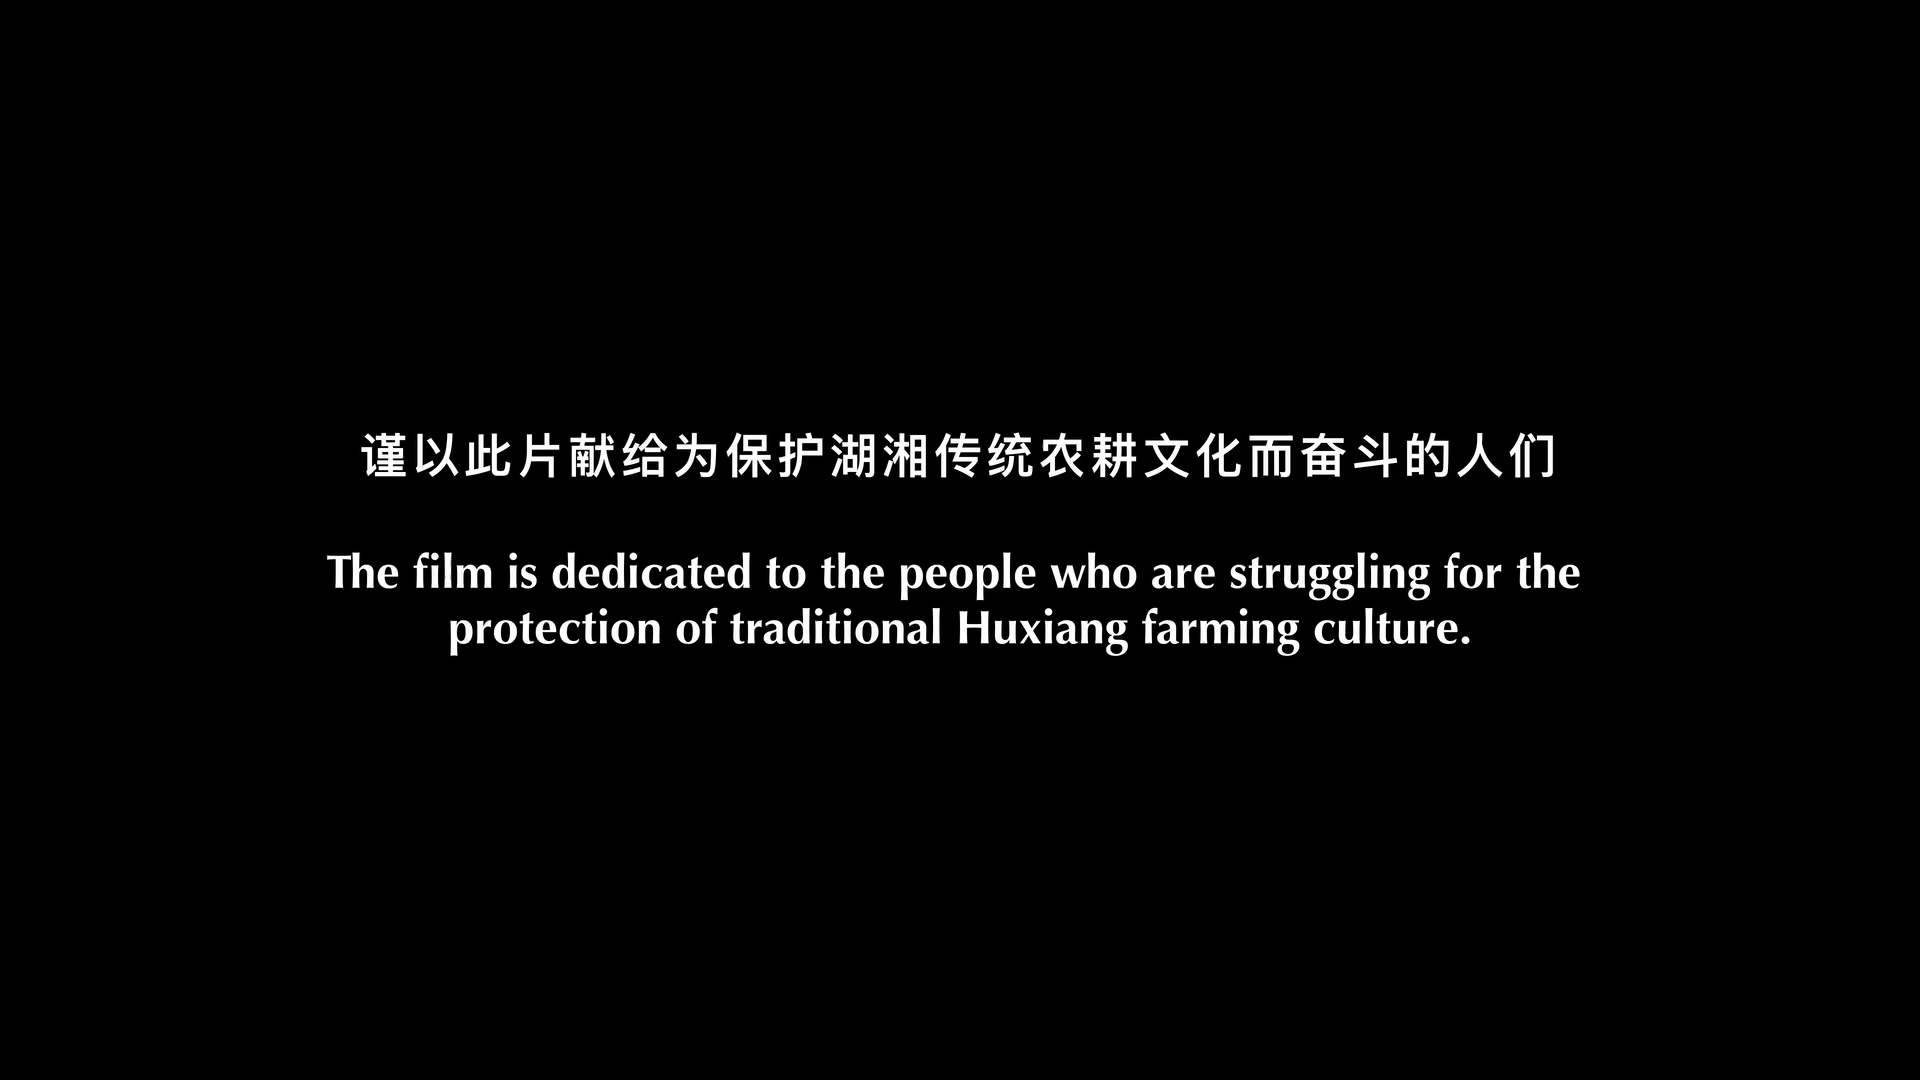 谨以此片献给为保护湖湘传统农耕文化而奋斗的人们
The film is dedicated to the people who are struggling for the
protection of traditional Huxiang farming culture.